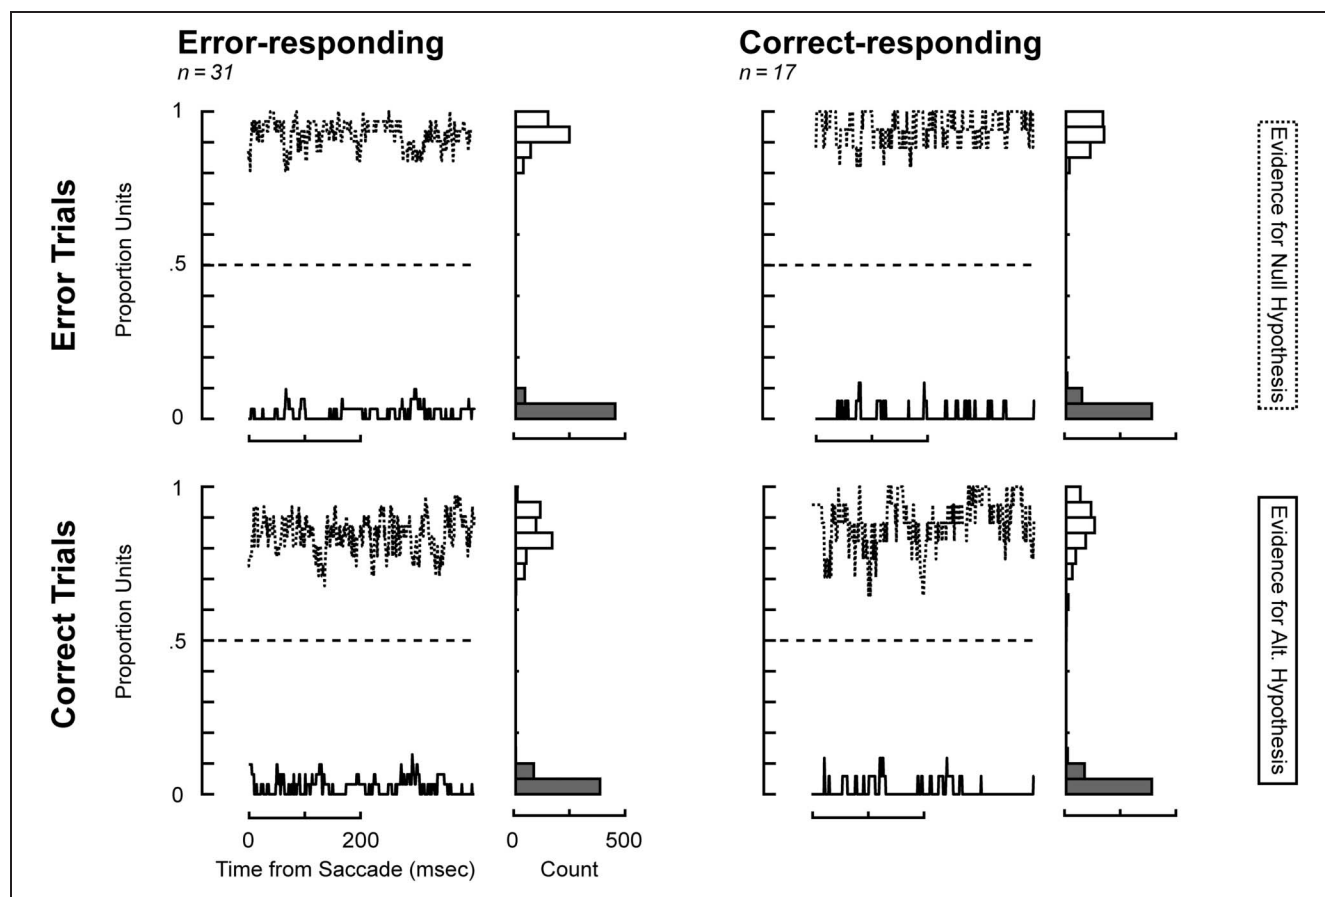 Error-responding
n = 31
Correct-responding
n = 17
Error Trials
Proportion Units
1
.5
0
Evidence for Null Hypothesis
Correct Trials
Proportion Units
1
.5
0
0
200
Time from Saccade (msec)
0
500
Count
Evidence for Alt. Hypothesis